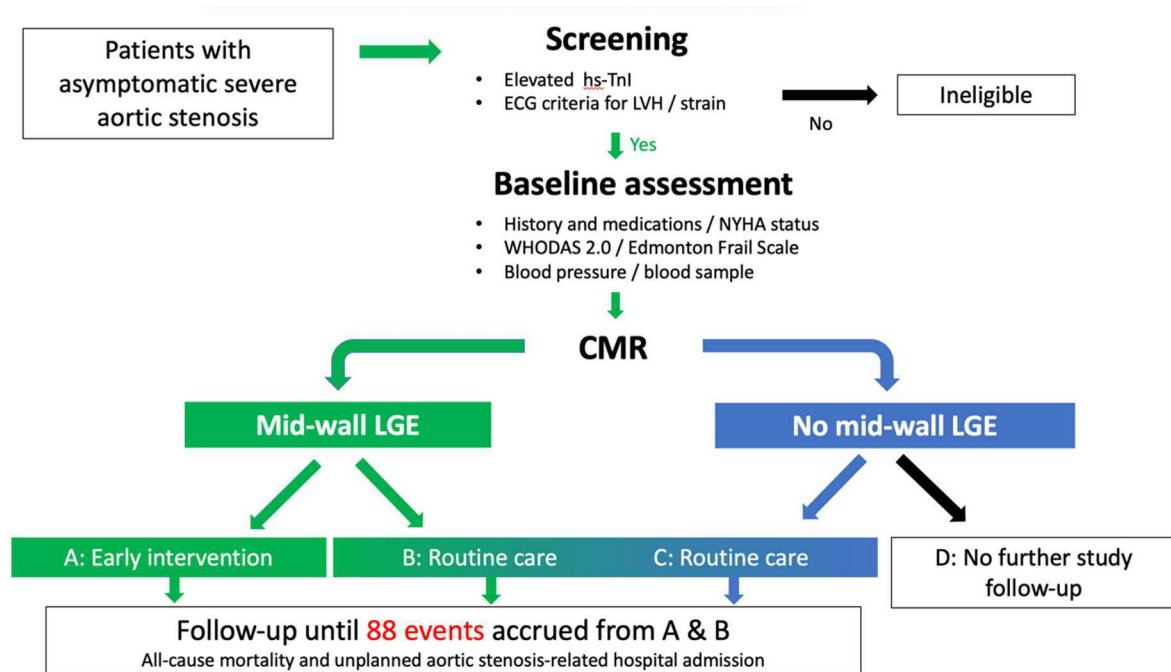 Patients with
asymptomatic severe
aortic stenosis
Screening
• Elevated hs-TnI
• ECG criteria for LVH / strain
No
Ineligible
Yes
Baseline assessment
• History and medications / NYHA status
• WHODAS 2.0 / Edmonton Frail Scale
• Blood pressure / blood sample
CMR
Mid-wall LGE
No mid-wall LGE
A: Early intervention
B: Routine care
C: Routine care
D: No further study
follow-up
Follow-up until 88 events accrued from A & B
All-cause mortality and unplanned aortic stenosis-related hospital admission